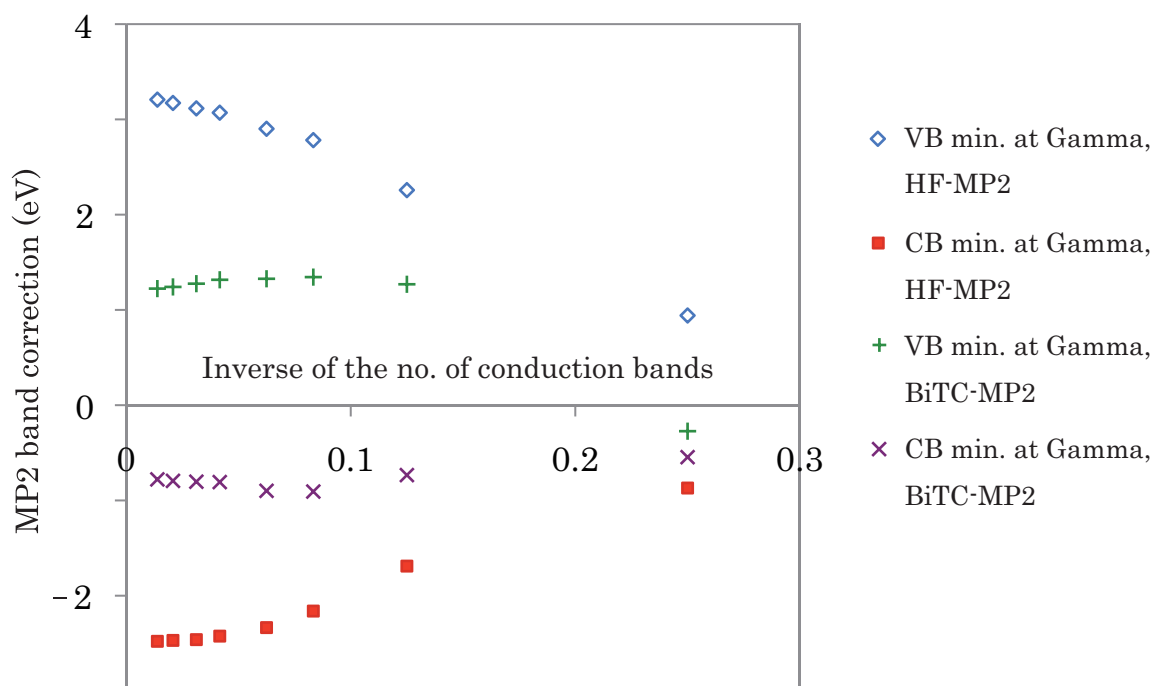 4
2
0
−2
MP2 band correction (eV)
Inverse of the no. of conduction bands
0
0.1
0.2
0.3
VB min. at Gamma,
HF-MP2
CB min. at Gamma,
HF-MP2
VB min. at Gamma,
BiTC-MP2
CB min. at Gamma,
BiTC-MP2